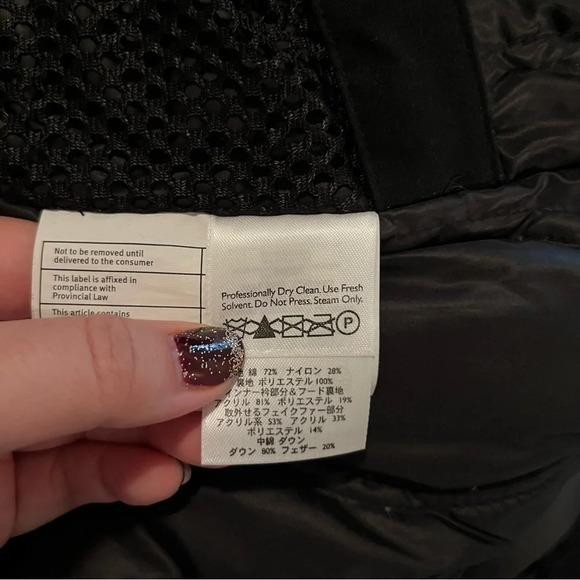 Not to be removed until
delivered to the consumer
This label is affixed in
compliance with
Provincial Law
This article contains
Professionally Dry Clean. Use Fresh
Solvent. Do Not Press. Steam Only.
P
綿 72% ナイロン 28%
裏地 ポリエステル 100%
インナー衿部分&フード裏地
アクリル 81% ポリエステル 19%
取外せるフェイクファー部分
アクリル系 53% アクリル 33%
ポリエステル 14%
中綿 ダウン
ダウン 80% フェザー 20%